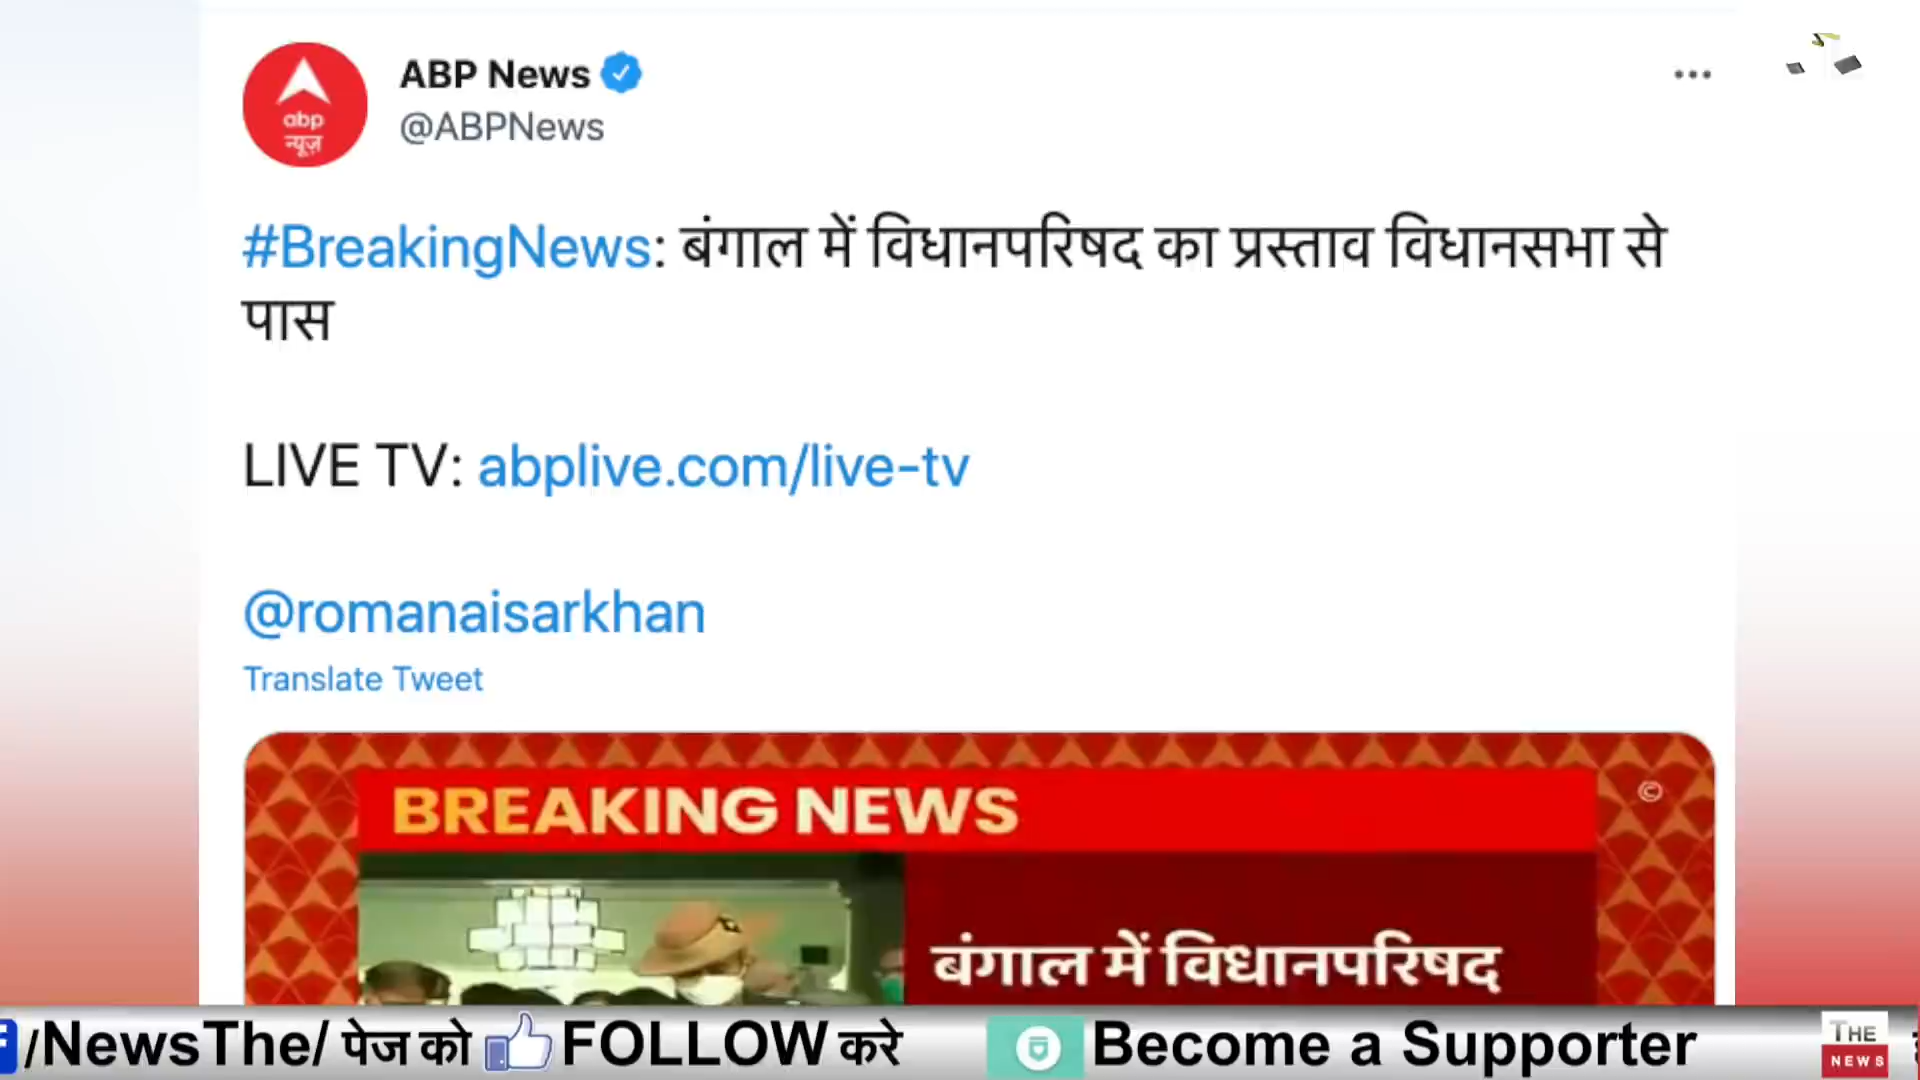 abp
न्यूज़
ABP News
@ABPNews
#BreakingNews: बंगाल में विधानपरिषद का प्रस्ताव विधानसभा से
पास
LIVE TV: abplive.com/live-tv
@romanaisarkhan
Translate Tweet
BREAKING NEWS
©
बंगाल में विधानपरिषद
/NewsThe/ पेज को FOLLOW करे Become a Supporter
THE
NEWS